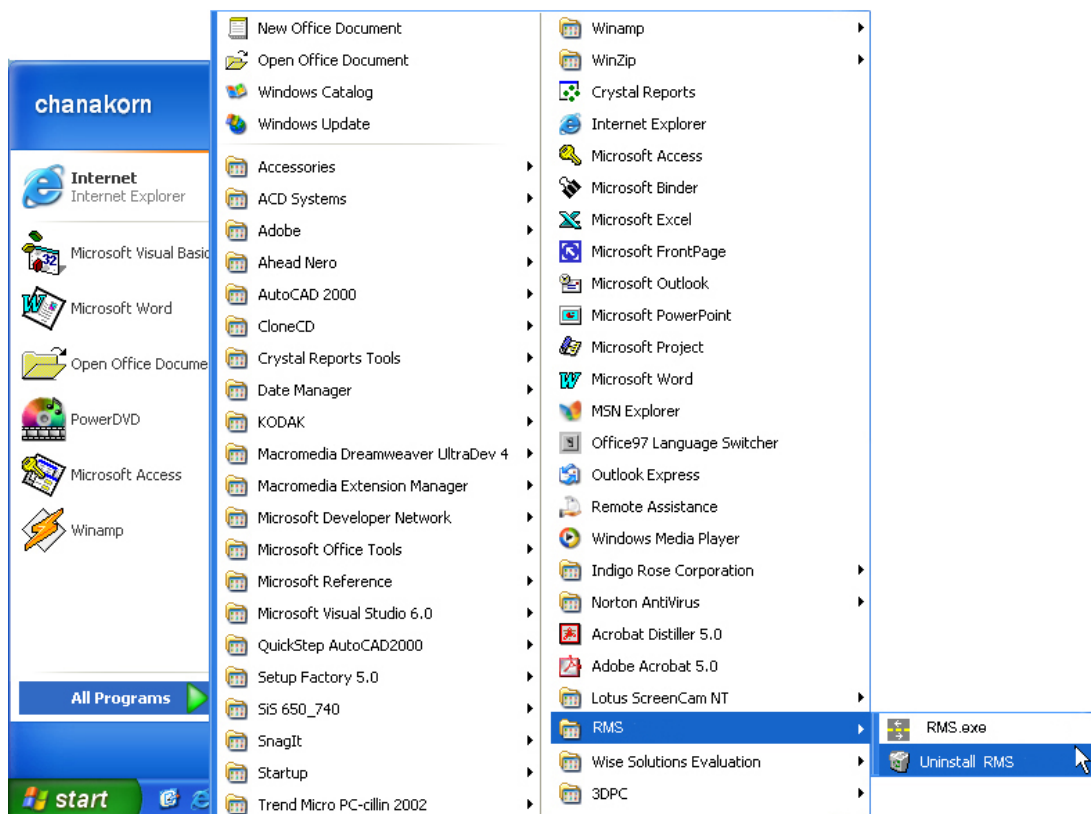 chanakorn
Internet
Internet Explorer
Microsoft Visual Basic
Microsoft Word
Open Office Docume
PowerDVD
Microsoft Access
Winamp
All Programs
start
New Office Document
Open Office Document
Windows Catalog
Windows Update
Accessories
ACD Systems
Adobe
Ahead Nero
AutoCAD 2000
CloneCD
Crystal Reports Tools
Date Manager
KODAK
Macromedia Dreamweaver UltraDev 4
Macromedia Extension Manager
Microsoft Developer Network
Microsoft Office Tools
Microsoft Reference
Microsoft Visual Studio 6.0
QuickStep AutoCAD2000
Setup Factory 5.0
SiS 650_740
SnagIt
Startup
Trend Micro PC-cillin 2002
Winamp
WinZip
Crystal Reports
Internet Explorer
Microsoft Access
Microsoft Binder
Microsoft Excel
Microsoft FrontPage
Microsoft Outlook
Microsoft PowerPoint
Microsoft Project
Microsoft Word
MSN Explorer
Office97 Language Switcher
Outlook Express
Remote Assistance
Windows Media Player
Indigo Rose Corporation
Norton AntiVirus
Acrobat Distiller 5.0
Adobe Acrobat 5.0
Lotus ScreenCam NT
RMS
Wise Solutions Evaluation
3DPC
RMS.exe
Uninstall RMS